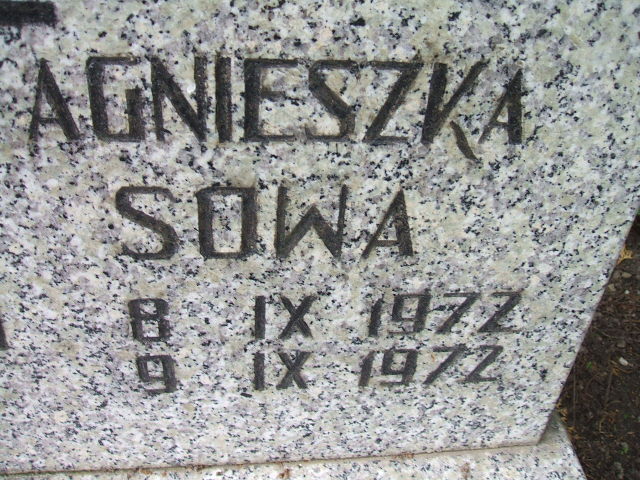 AGNIESZKA
SOWA
8 IX 1972
9 IX 1972